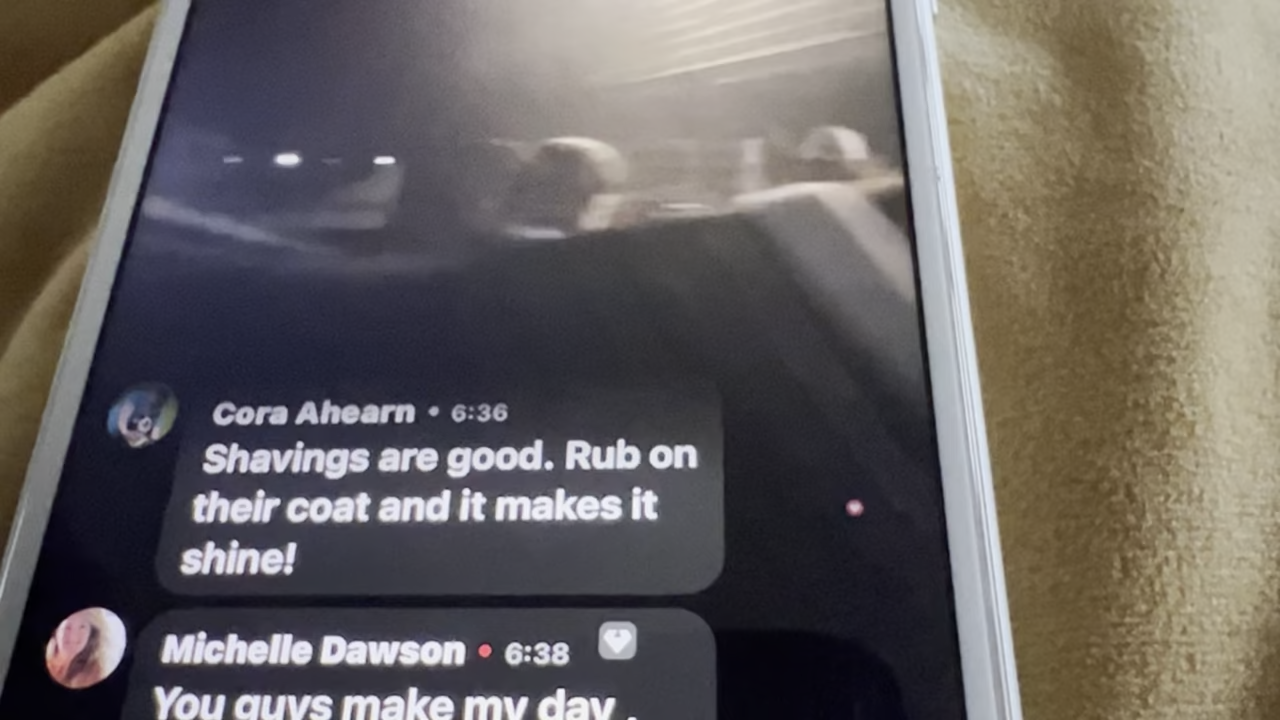 Cora Ahearn • 6:36
Shavings are good. Rub on
their coat and it makes it
shine!
Michelle Dawson • 6:38
You guys make my day .